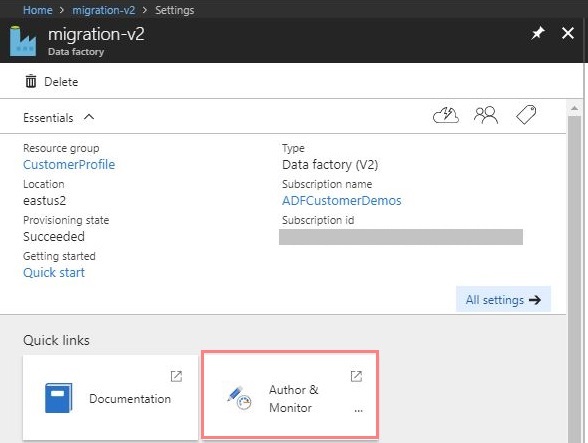 Home > migration-v2 > Settings
migration-v2
Data factory
Delete
Essentials
Resource group
CustomerProfile
Type
Data factory (V2)
Location
eastus2
Subscription name
ADFCustomerDemos
Provisioning state
Succeeded
Subscription id
Getting started
Quick start
All settings
Quick links
Documentation
Author &
Monitor ...